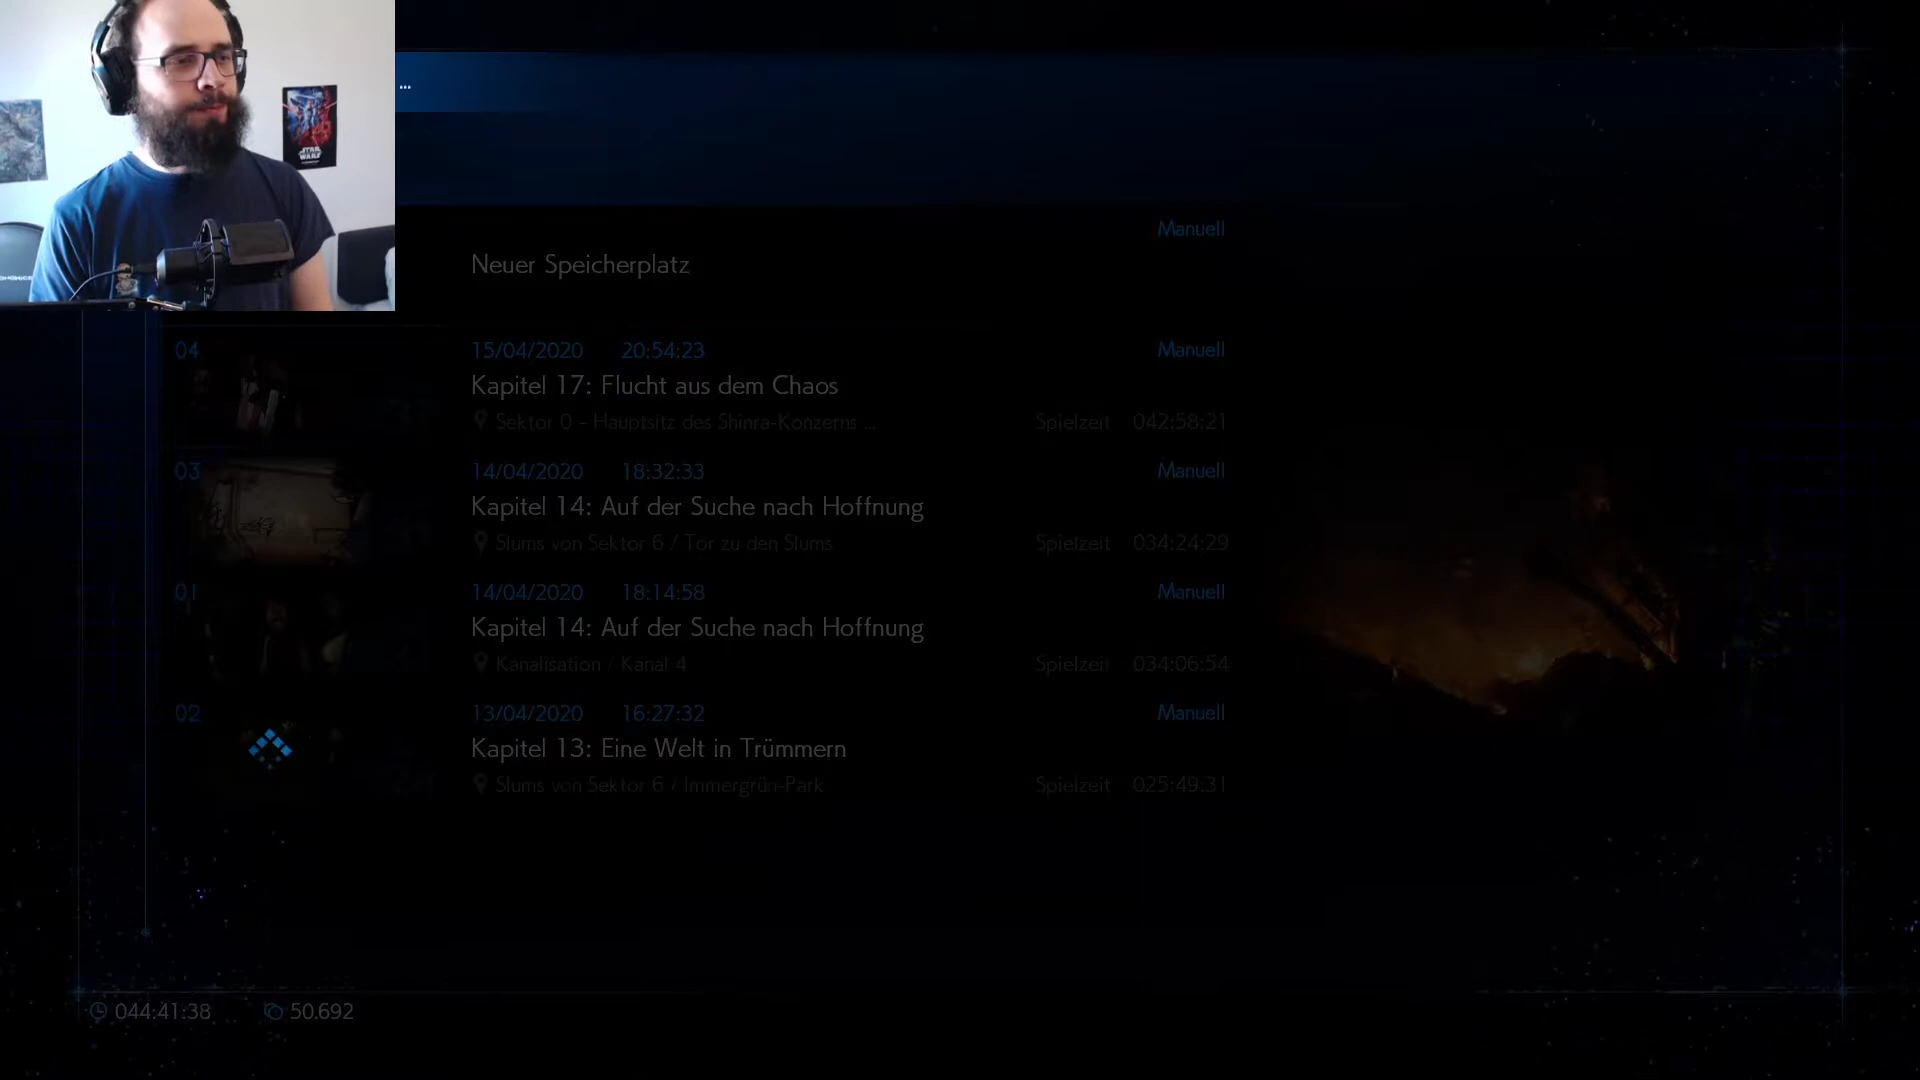 ...
STAR
WARS
Manuell
Neuer Speicherplatz
04
15/04/2020 20:54:23
Manuell
Kapitel 17: Flucht aus dem Chaos
Sektor 0 – Hauptsitz des Shinra-Konzerns ...
Spielzeit 042:58:21
03
14/04/2020 18:32:33
Manuell
Kapitel 14: Auf der Suche nach Hoffnung
Slums von Sektor 6 / Tor zu den Slums
Spielzeit 034:24:29
01
14/04/2020 18:14:58
Manuell
Kapitel 14: Auf der Suche nach Hoffnung
Kanalisation / Kanal 4
Spielzeit 034:06:54
02
13/04/2020 16:27:32
Manuell
Kapitel 13: Eine Welt in Trümmern
Slums von Sektor 6 / Immergrün-Park
Spielzeit 025:49:31
044:41:38 50.692